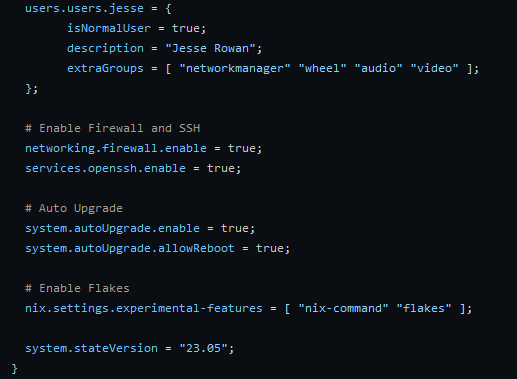 users.users.jesse = {
isNormalUser = true;
description = "Jesse Rowan";
extraGroups = [ "networkmanager" "wheel" "audio" "video" ];
};
# Enable Firewall and SSH
networking.firewall.enable = true;
services.openssh.enable = true;
# Auto Upgrade
system.autoUpgrade.enable = true;
system.autoUpgrade.allowReboot = true;
# Enable Flakes
nix.settings.experimental-features = [ "nix-command" "flakes" ];
system.stateVersion = "23.05";
}